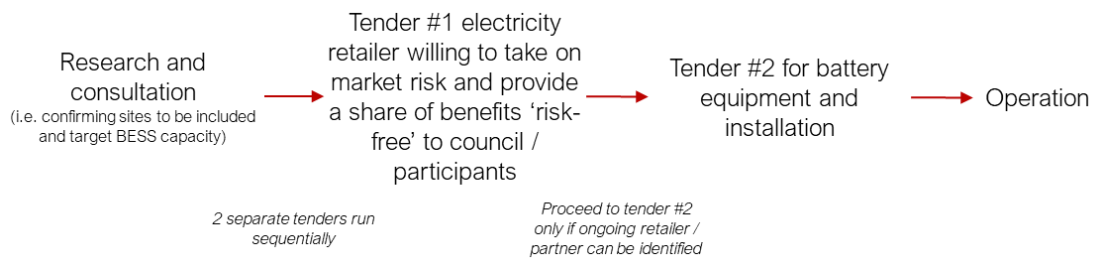 Research and
consultation
(i.e. confirming sites to be included
and target BESS capacity)
Tender #1 electricity
retailer willing to take on
market risk and provide
a share of benefits ‘risk-
free’ to council /
participants
Tender #2 for battery
equipment and
installation
Operation
2 separate tenders run
sequentially
Proceed to tender #2
only if ongoing retailer /
partner can be identified